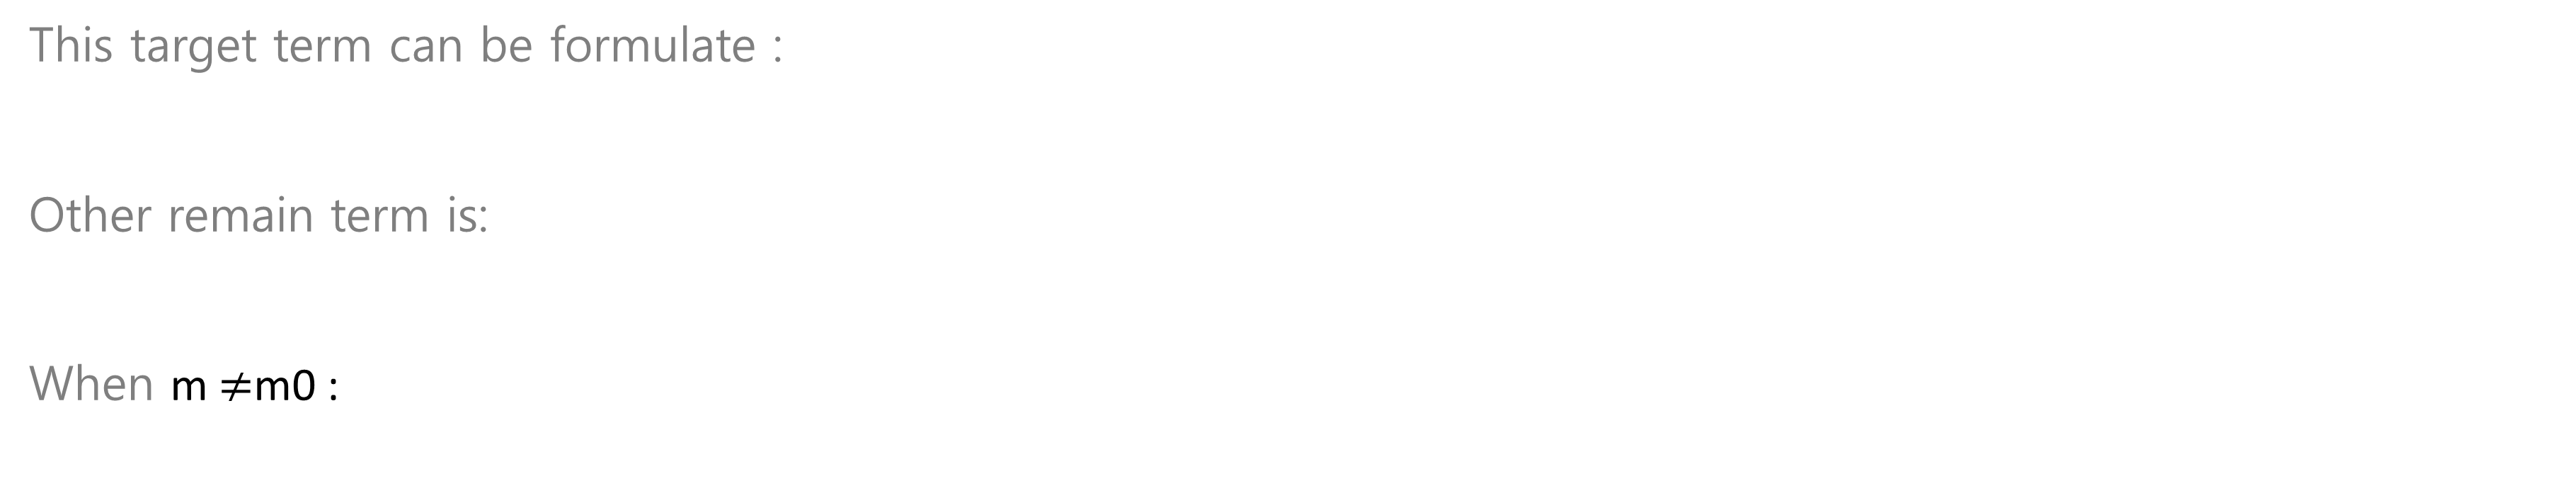 This target term can be formulate :
Other remain term is:
When m ≠m0 :